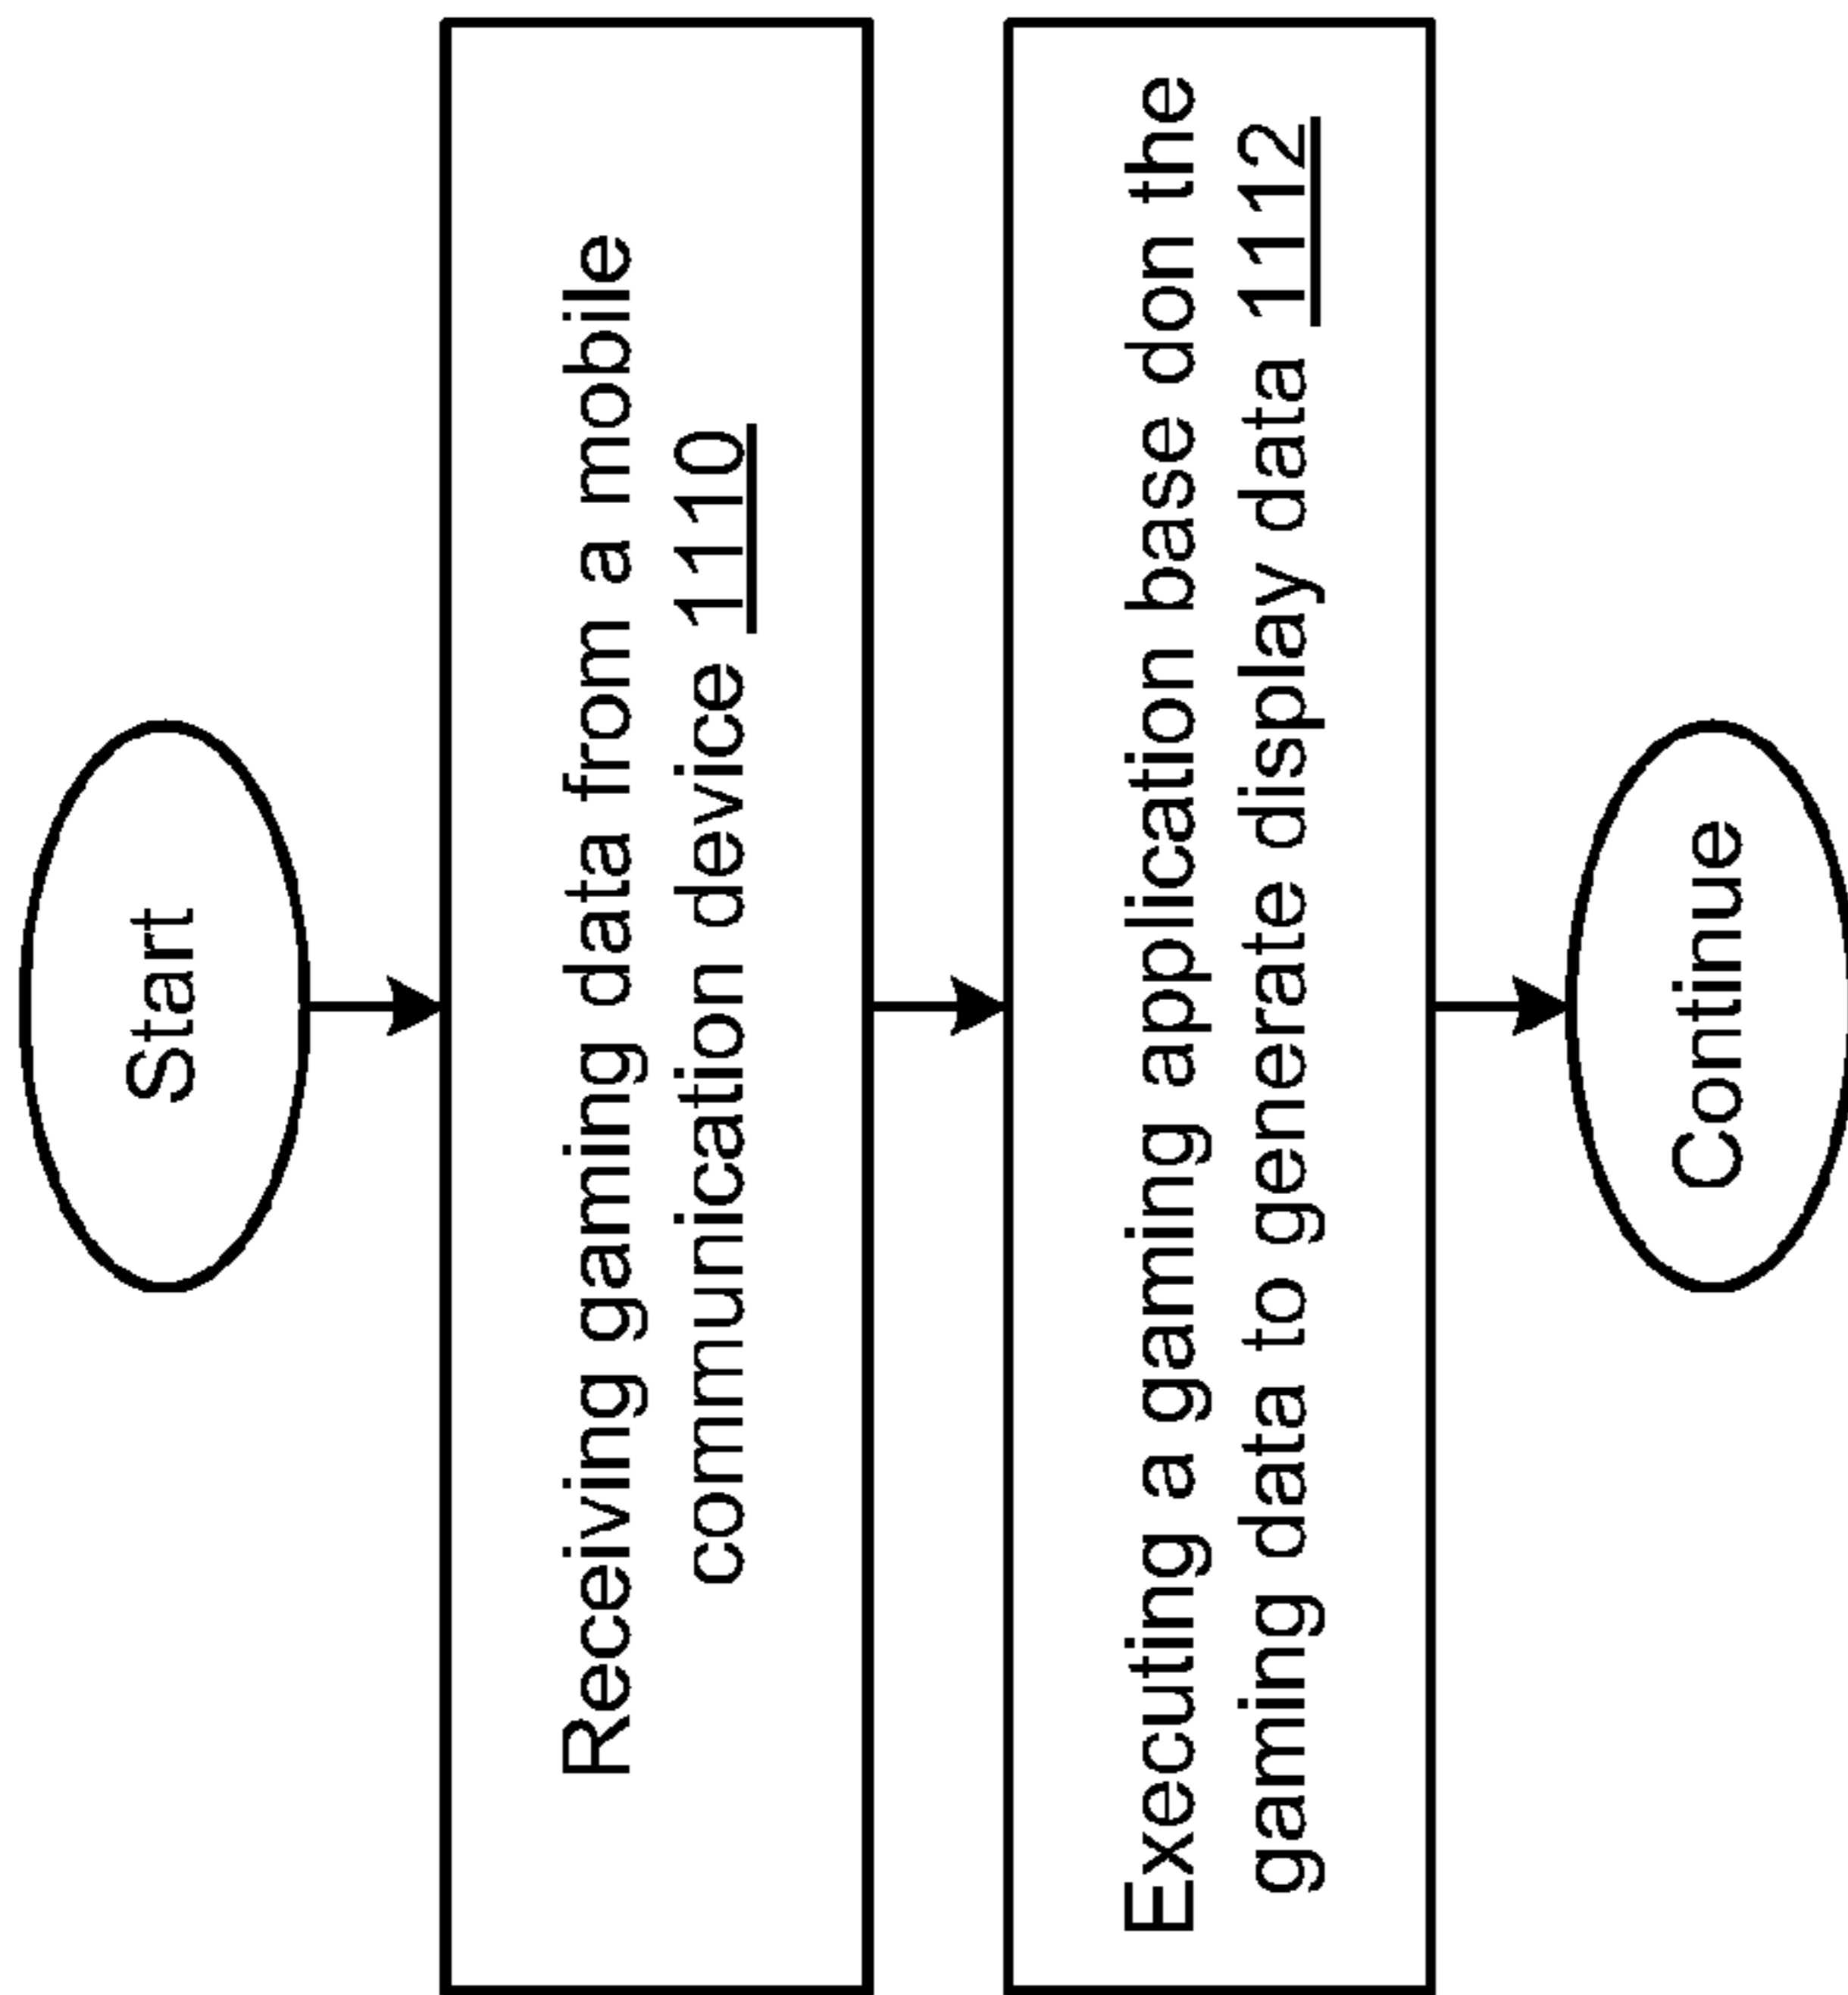 Start
Receiving gaming data from a mobile
communication device 1110
Executing a gaming application base don the
gaming data to generate display data 1112
Continue